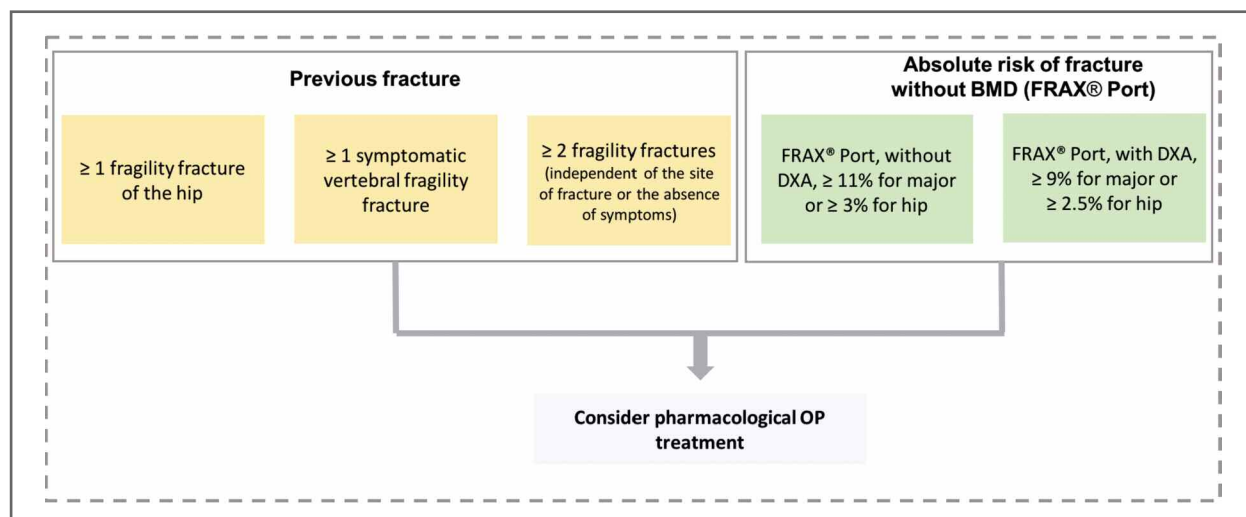 Previous fracture
≥ 1 fragility fracture
of the hip
≥ 1 symptomatic
vertebral fragility
fracture
≥ 2 fragility fractures
(independent of the site
of fracture or the absence
of symptoms)
Absolute risk of fracture
without BMD (FRAX® Port)
FRAX® Port, without
DXA, ≥ 11% for major
or ≥ 3% for hip
FRAX® Port, with DXA,
≥ 9% for major or
≥ 2.5% for hip
Consider pharmacological OP
treatment